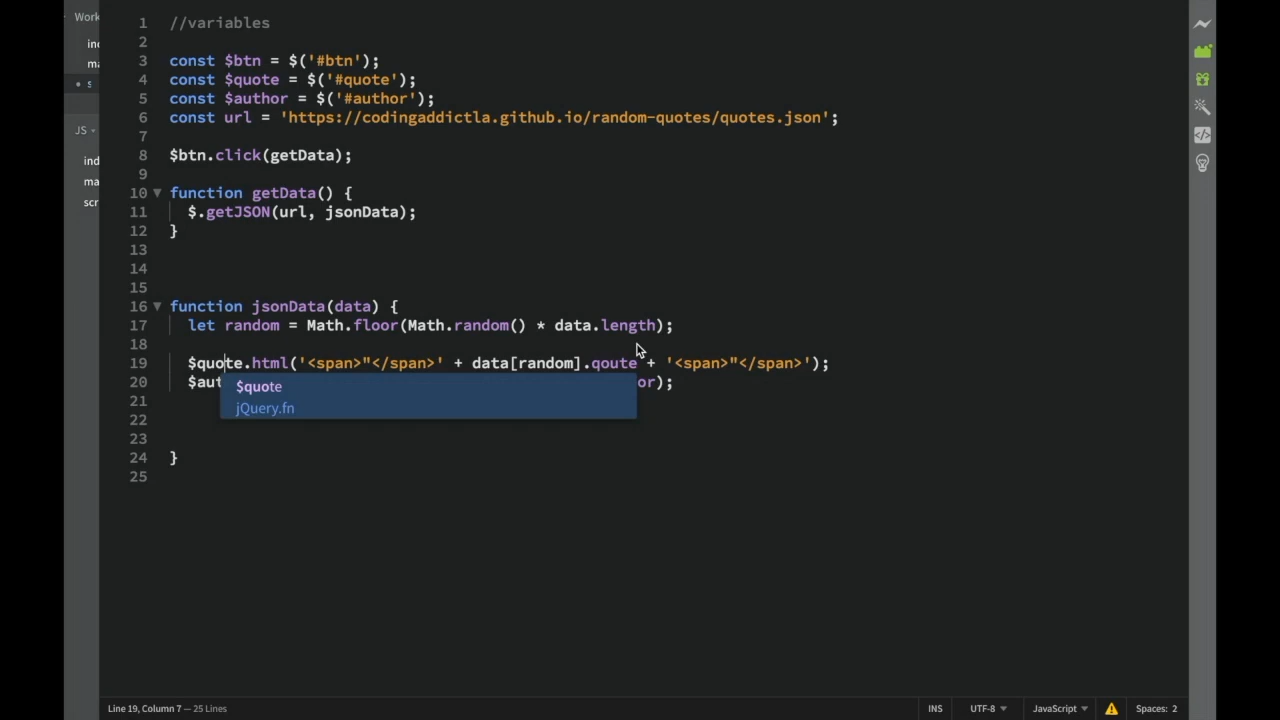 Work
ind
ma
s
JS
ind
ma
scr
1 //variables
2
3 const $btn = $('#btn');
4 const $quote = $('#quote');
5 const $author = $('#author');
6 const url = 'https://codingaddictla.github.io/random-quotes/quotes.json';
7
8 $btn.click(getData);
9
10 function getData() {
11 $.getJSON(url, jsonData);
12 }
13
14
15
16 function jsonData(data) {
17 let random = Math.floor(Math.random() * data.length);
18
19 $quote.html('<span>"</span>' + data[random].qoute + '<span>"</span>');
20 $aut or);
$quote
jQuery.fn
21
22
23
24 }
25
Line 19, Column 7 — 25 Lines
INS
UTF-8
JavaScript
Spaces: 2